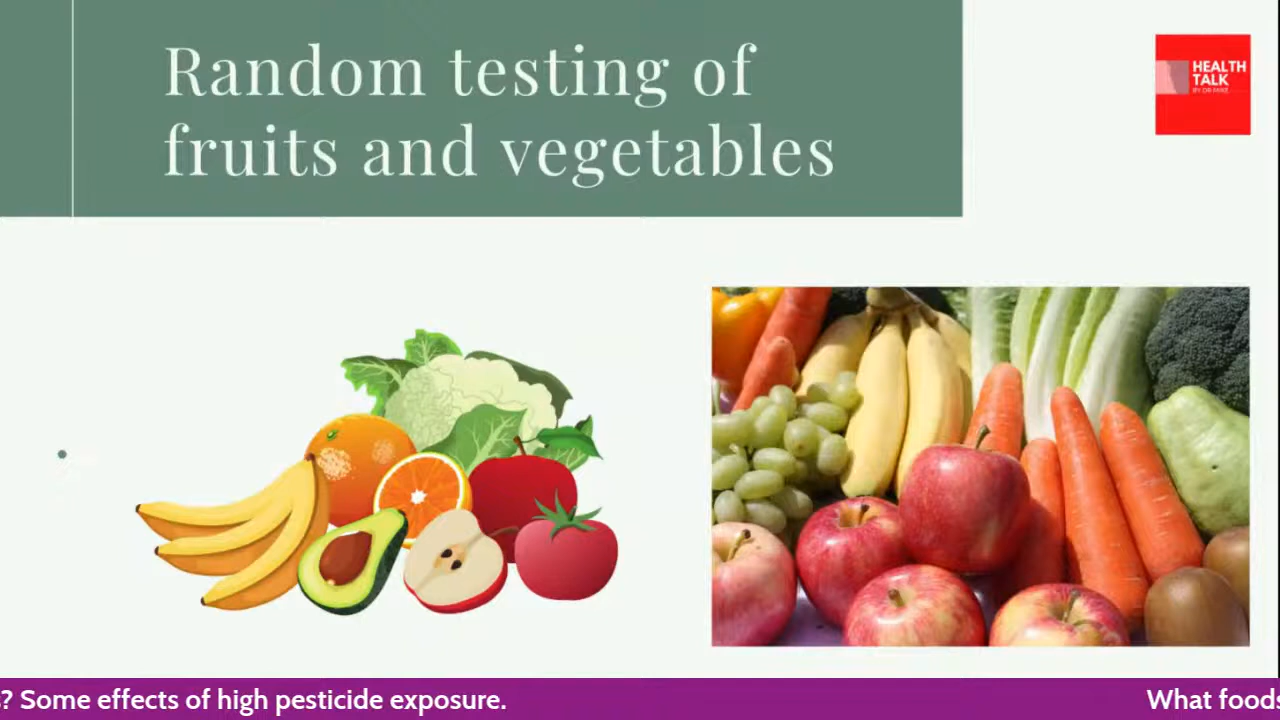 Random testing of
fruits and vegetables
HEALTH
TALK
? Some effects of high pesticide exposure.
What foods